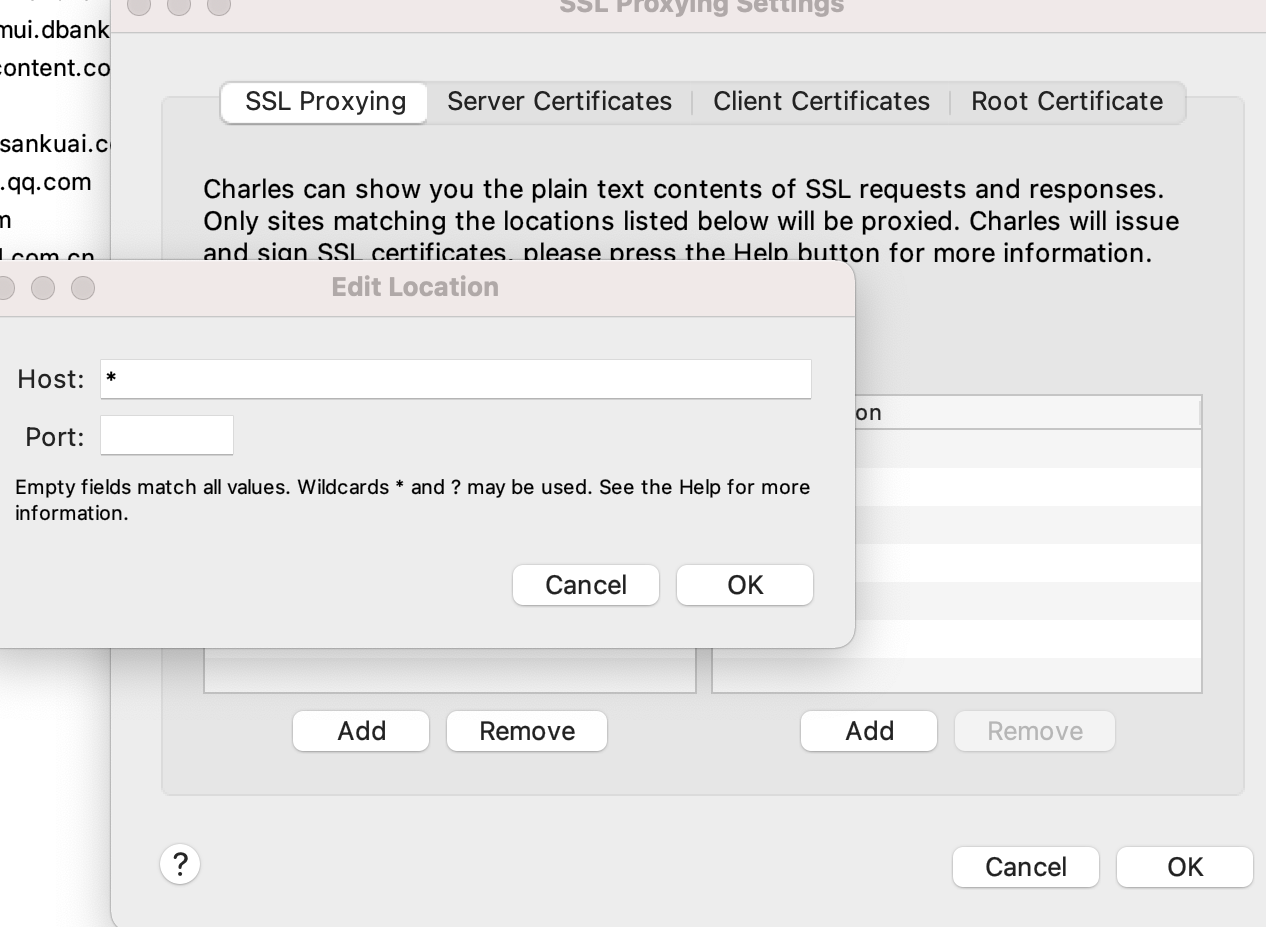 SSL Proxying Settings
mui.dbank
content.co
sankuai.c
.qq.com
m
l.com.cn
SSL Proxying
Server Certificates
Client Certificates
Root Certificate
Charles can show you the plain text contents of SSL requests and responses.
Only sites matching the locations listed below will be proxied. Charles will issue
and sign SSL certificates, please press the Help button for more information.
Edit Location
Host: *
Port:
Empty fields match all values. Wildcards * and ? may be used. See the Help for more
information.
Cancel
OK
on
Add
Remove
Add
Remove
?
Cancel
OK